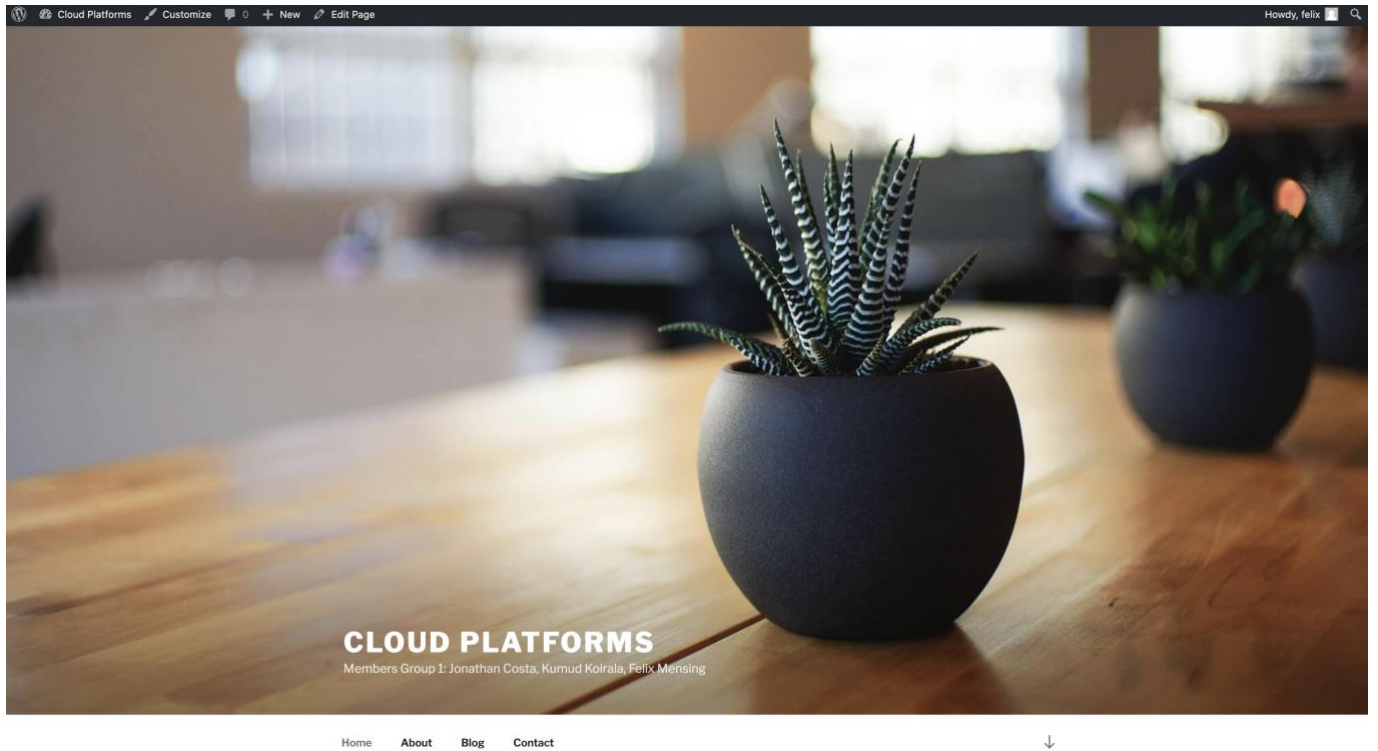 Cloud Platforms Customize 0 New Edit Page Howdy, felix
CLOUD PLATFORMS
Members Group 1: Jonathan Costa, Kumud Koirala, Felix Mensing
Home About Blog Contact